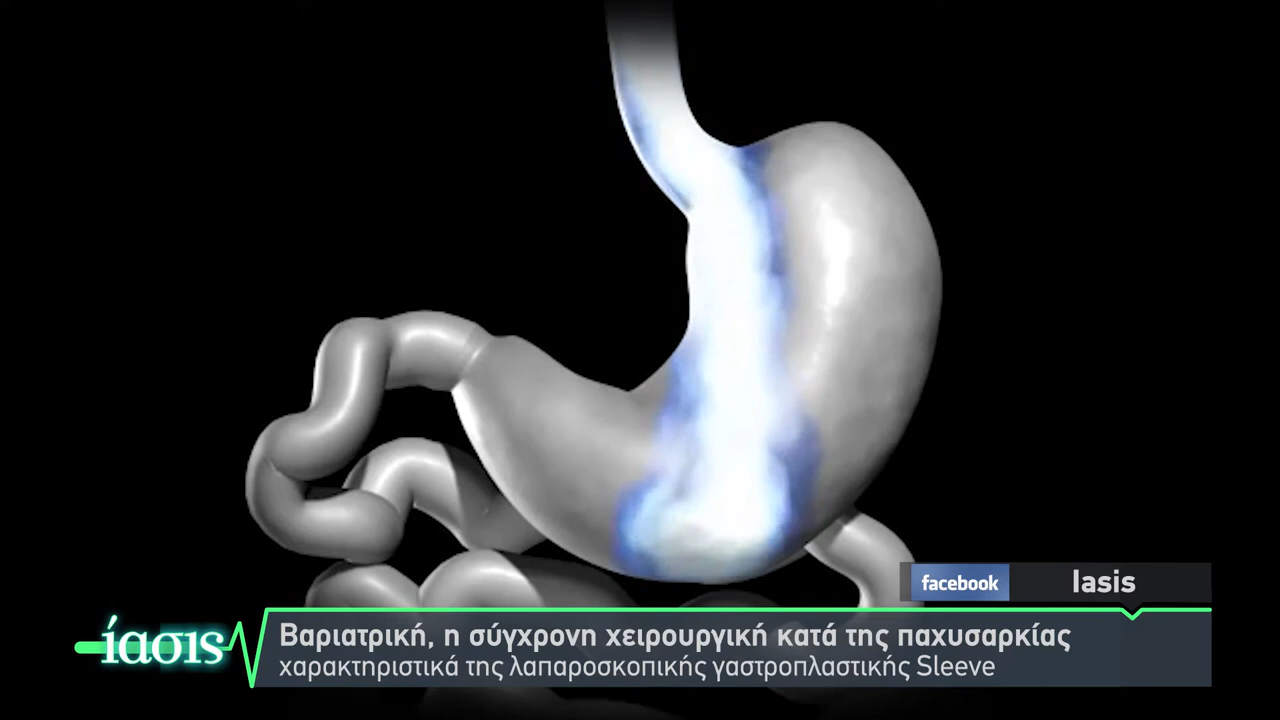 facebook Iasis
ίασις
Βαριατρική, η σύγχρονη χειρουργική κατά της παχυσαρκίας
χαρακτηριστικά της λαπαροσκοπικής γαστροπλαστικής Sleeve